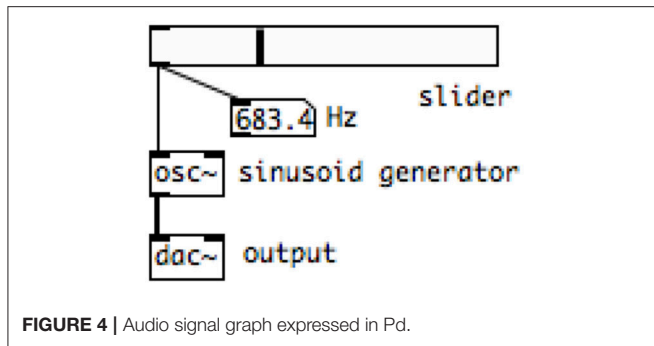 slider
683.4 Hz
osc~ sinusoid generator
dac~ output
FIGURE 4 | Audio signal graph expressed in Pd.